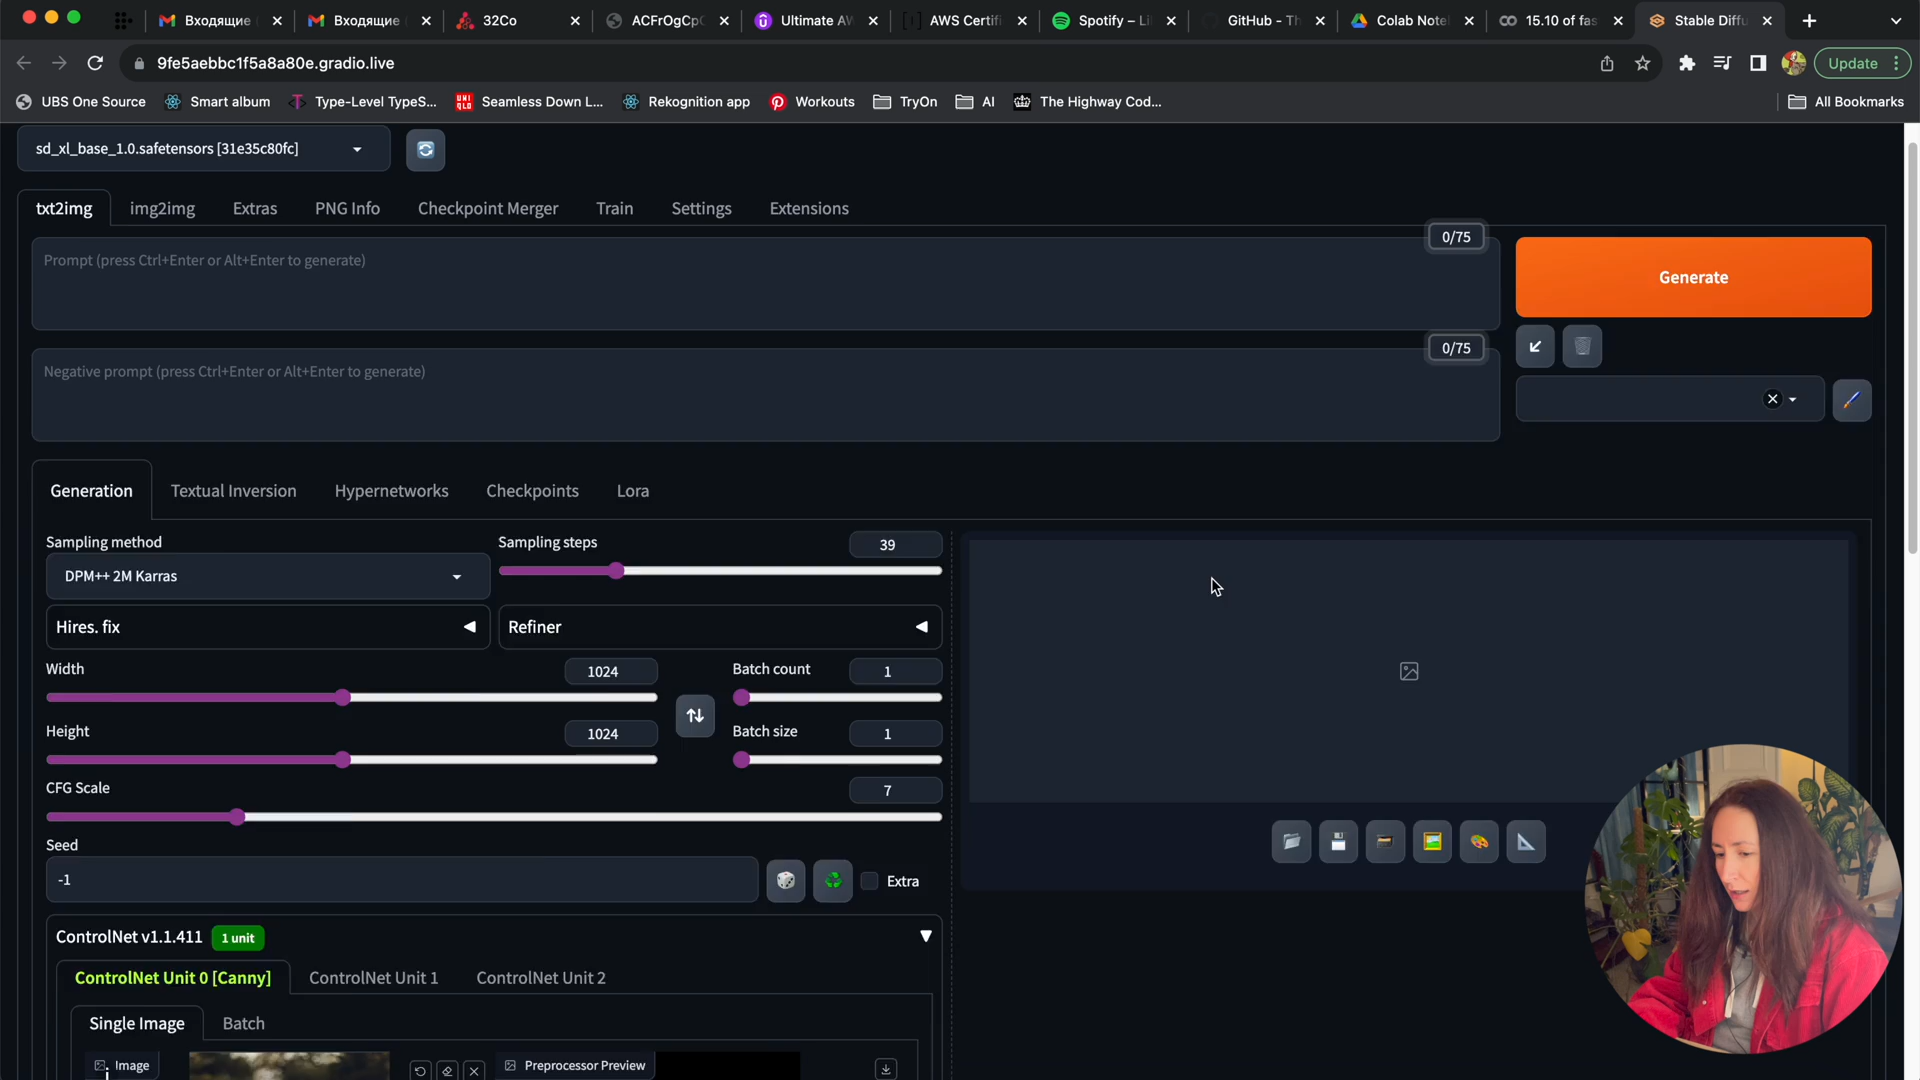 Входящие
Входящие
32Co
ACFrOgCp
Ultimate AW
AWS Certifi
Spotify – Li
GitHub - Th
Colab Note
15.10 of fas
Stable Diffu
9fe5aebbc1f5a8a80e.gradio.live
Update
UBS One Source
Smart album
Type-Level TypeS...
Seamless Down L...
Rekognition app
Workouts
TryOn
AI
The Highway Cod...
All Bookmarks
sd_xl_base_1.0.safetensors [31e35c80fc]
txt2img
img2img
Extras
PNG Info
Checkpoint Merger
Train
Settings
Extensions
0/75
Prompt (press Ctrl+Enter or Alt+Enter to generate)
Generate
0/75
Negative prompt (press Ctrl+Enter or Alt+Enter to generate)
Generation
Textual Inversion
Hypernetworks
Checkpoints
Lora
Sampling method
DPM++ 2M Karras
Sampling steps
39
Hires. fix
Refiner
Width
1024
Batch count
1
Height
1024
Batch size
1
CFG Scale
7
Seed
-1
Extra
ControlNet v1.1.411
1 unit
ControlNet Unit 0 [Canny]
ControlNet Unit 1
ControlNet Unit 2
Single Image
Batch
Image
Preprocessor Preview